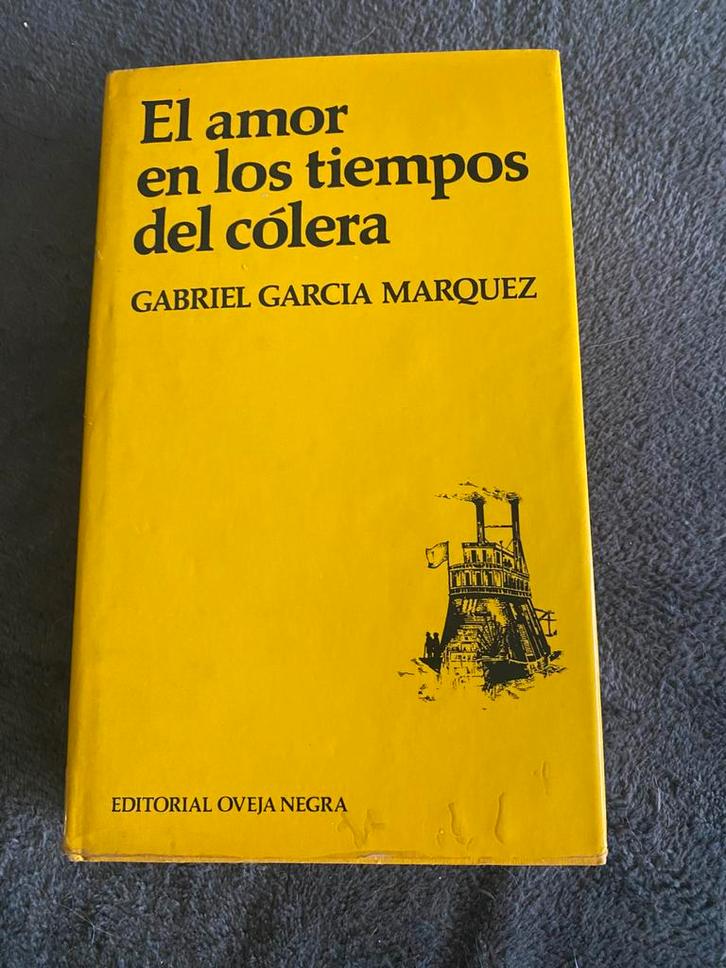 El amor
en los tiempos
del cólera
GABRIEL GARCIA MARQUEZ
EDITORIAL OVEJA NEGRA